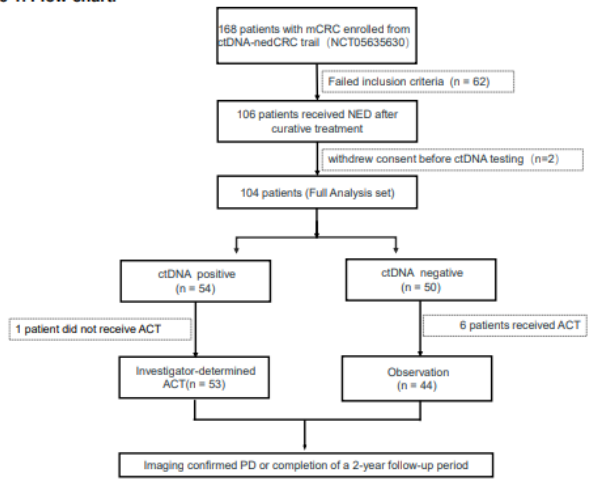 168 patients with mCRC enrolled from
ctDNA-nedCRC trail (NCT05635630)
Failed inclusion criteria (n = 62)
106 patients received NED after
curative treatment
withdrew consent before ctDNA testing (n=2)
104 patients (Full Analysis set)
ctDNA positive
(n = 54)
ctDNA negative
(n = 50)
1 patient did not receive ACT
6 patients received ACT
Investigator-determined
ACT(n = 53)
Observation
(n = 44)
Imaging confirmed PD or completion of a 2-year follow-up period